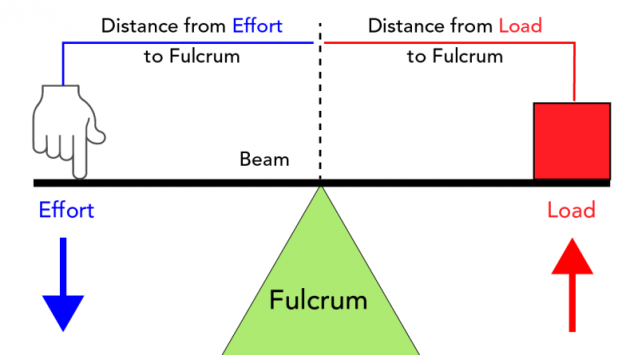 Distance from Effort
to Fulcrum
Distance from Load
to Fulcrum
Beam
Effort
Load
Fulcrum